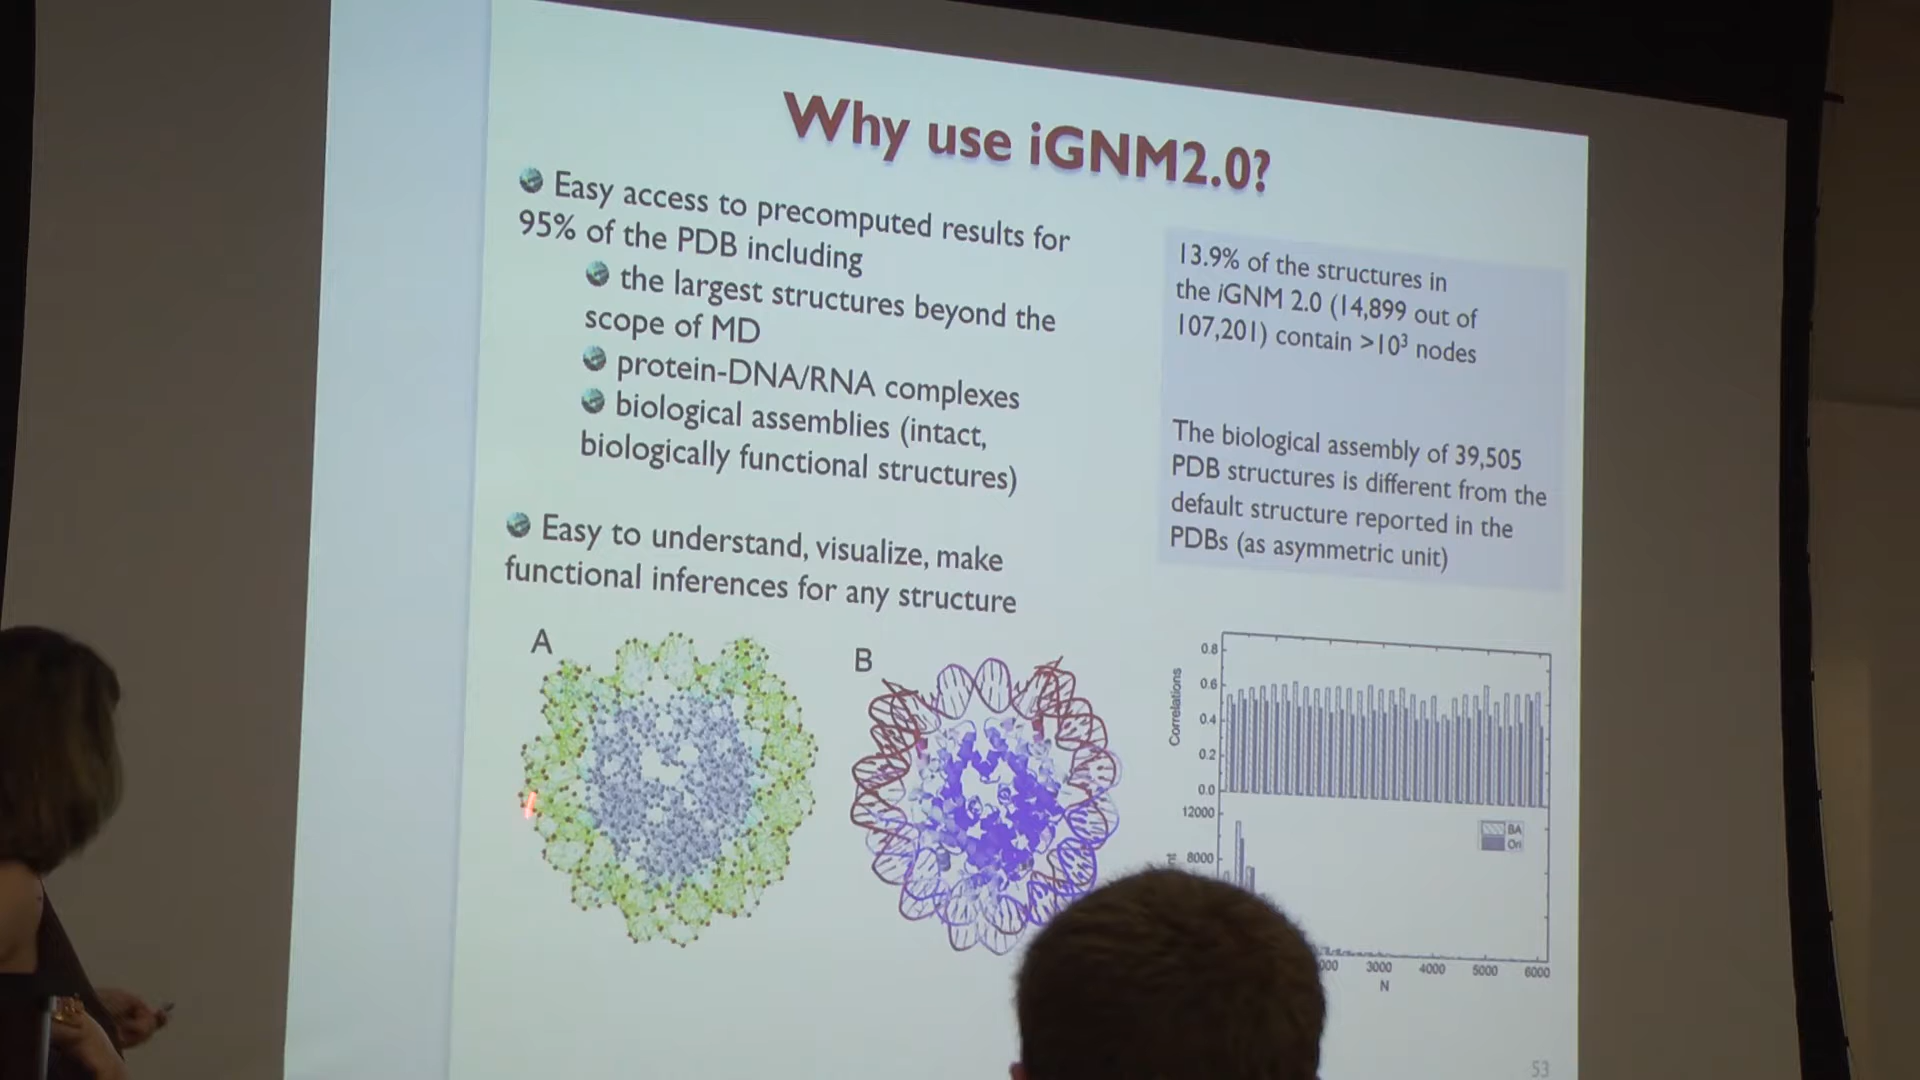 Why use iGNM2.0?
Easy access to precomputed results for
95% of the PDB including
the largest structures beyond the
scope of MD
protein-DNA/RNA complexes
biological assemblies (intact,
biologically functional structures)
Easy to understand, visualize, make
functional inferences for any structure
13.9% of the structures in
the iGNM 2.0 (14,899 out of
107,201) contain >10³ nodes
The biological assembly of 39,505
PDB structures is different from the
default structure reported in the
PDBs (as asymmetric unit)
A
B
Correlations
0.8
0.6
0.4
0.2
0.0
12000
8000
BA
Ori
3000 4000 5000 6000
N
53